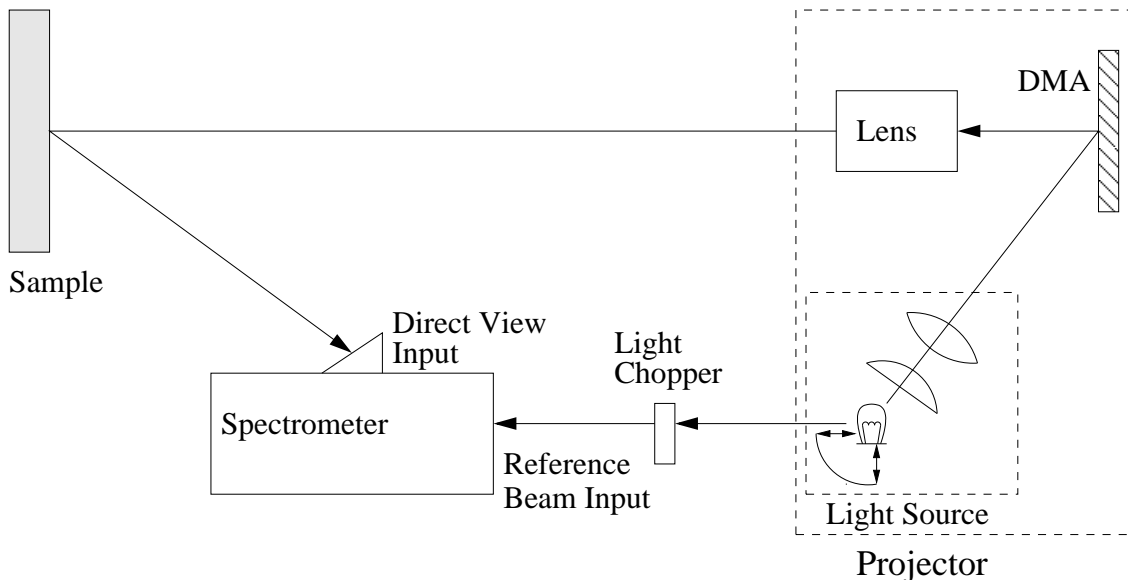 DMA
Lens
Sample
Direct View
Input
Light
Chopper
Spectrometer
Reference
Beam Input
Light Source
Projector